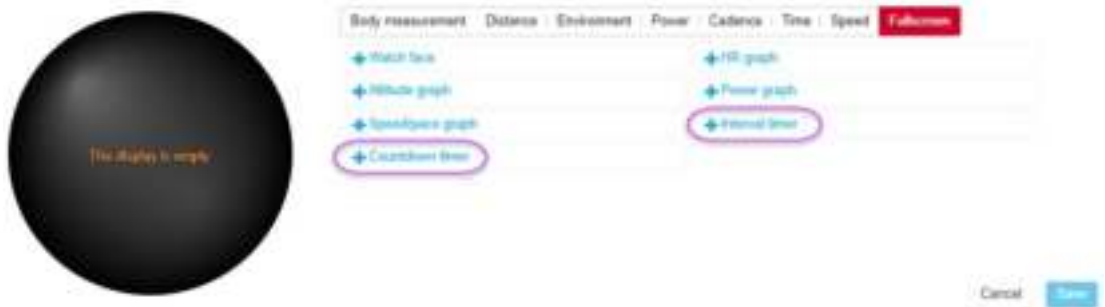 Body measurement Distance Environment Power Cadence Time Speed Fullscreen
+ Watch face
+ HR graph
+ Altitude graph
+ Power graph
+ Speed/pace graph
+ Interval timer
+ Countdown timer
The display is empty
Cancel Save